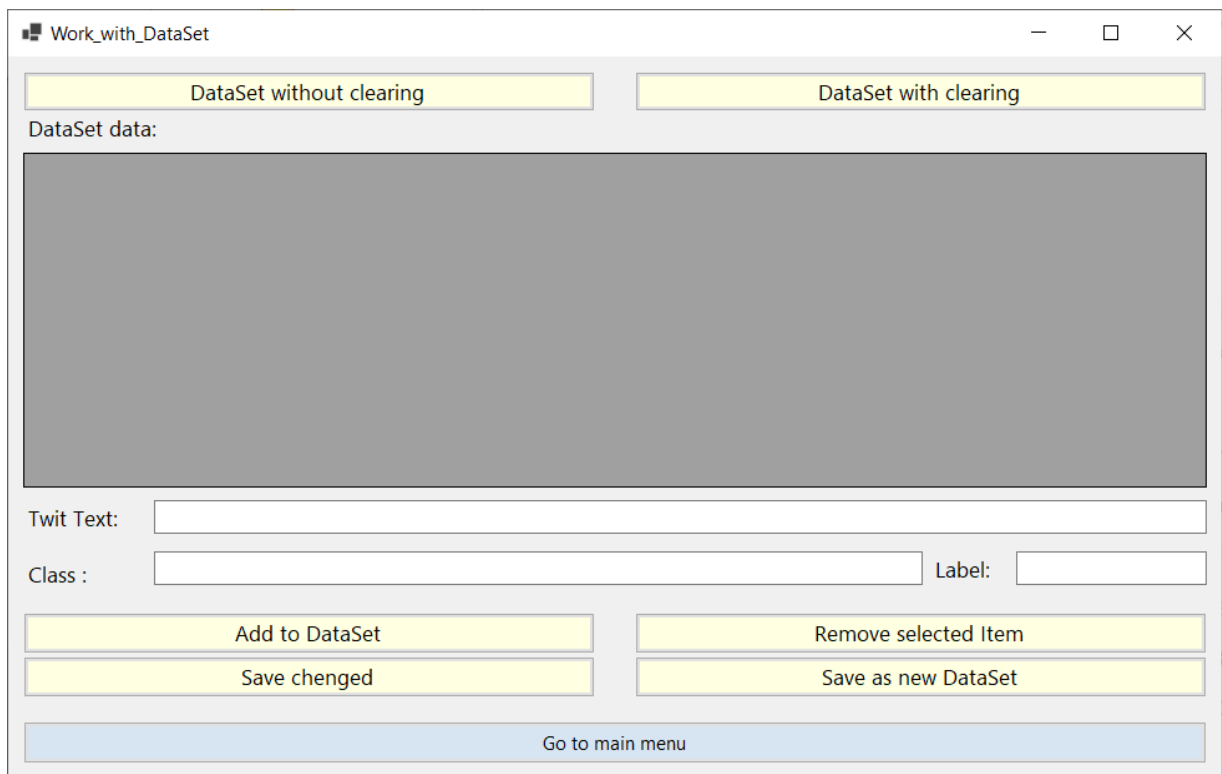 Work_with_DataSet
DataSet without clearing
DataSet with clearing
DataSet data:
Twit Text:
Class :
Label:
Add to DataSet
Remove selected Item
Save chenged
Save as new DataSet
Go to main menu